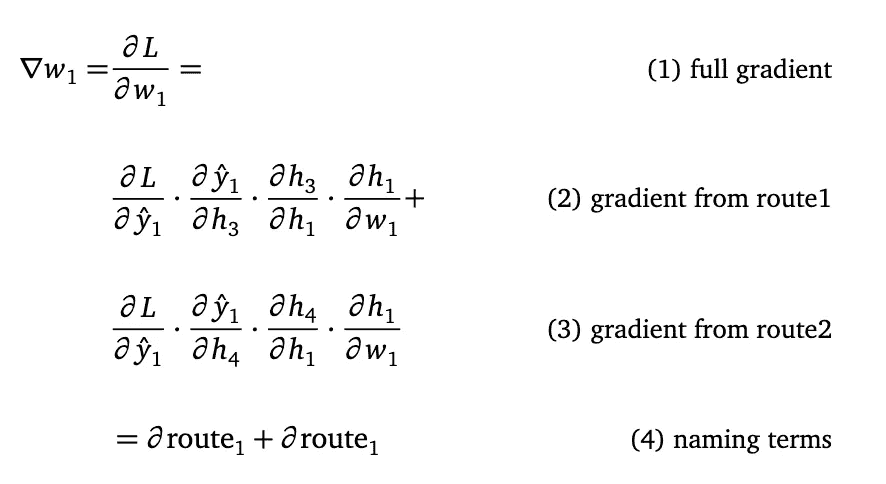 ∇w₁ = ∂L/∂w₁ = (1) full gradient
∂L/∂ŷ₁ · ∂ŷ₁/∂h₃ · ∂h₃/∂h₁ · ∂h₁/∂w₁ + (2) gradient from route1
∂L/∂ŷ₁ · ∂ŷ₁/∂h₄ · ∂h₄/∂h₁ · ∂h₁/∂w₁ (3) gradient from route2
= ∂route₁ + ∂route₁ (4) naming terms